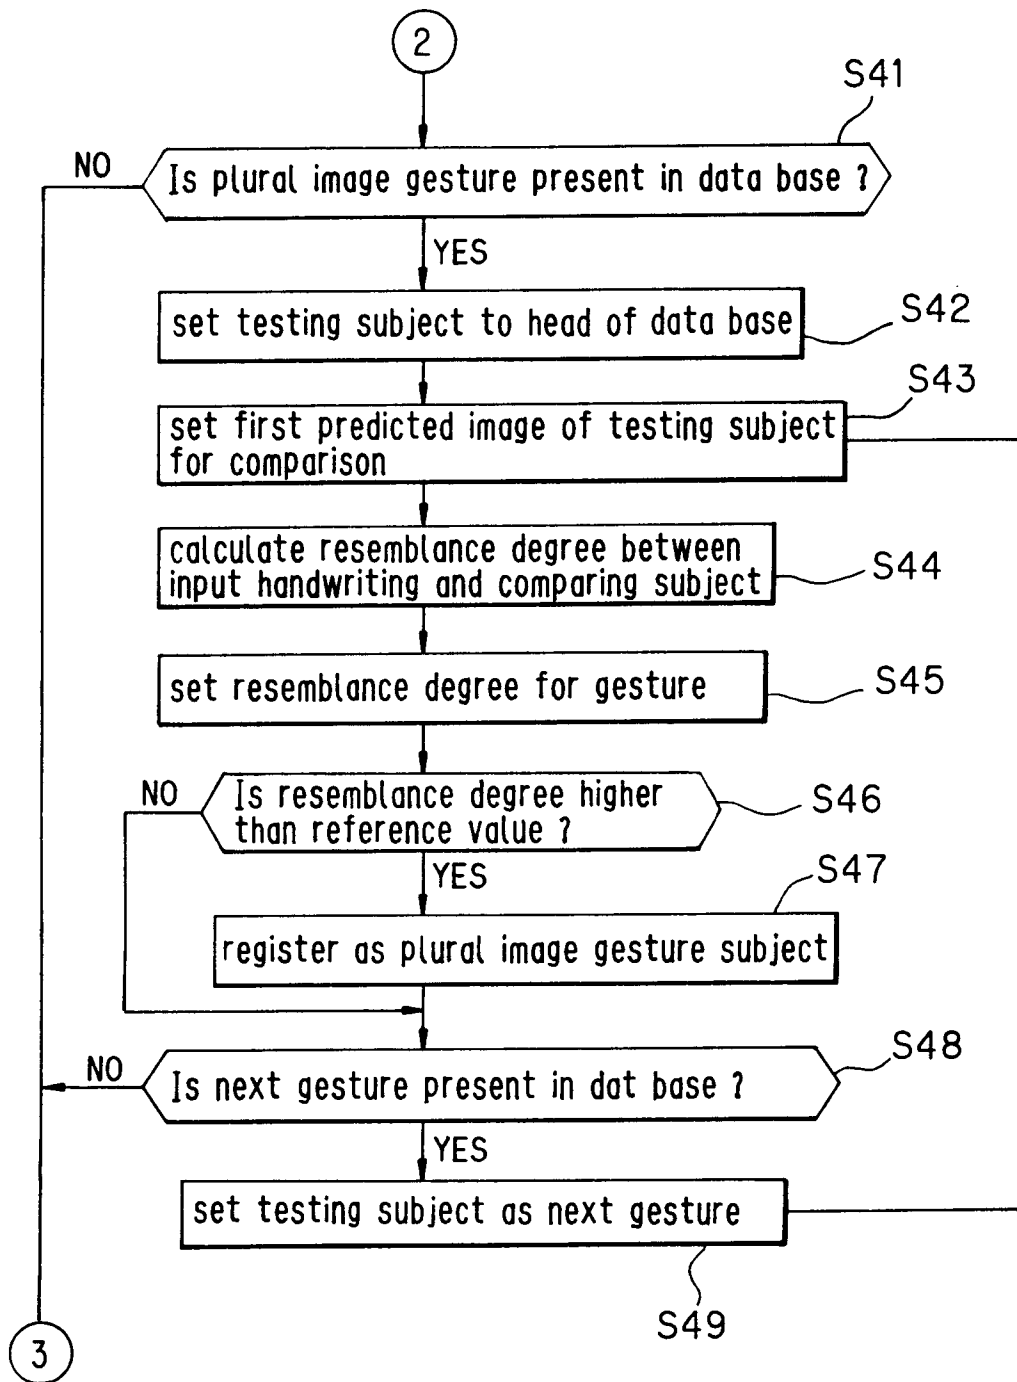 2
S41
NO
Is plural image gesture present in data base ?
YES
S42
set testing subject to head of data base
S43
set first predicted image of testing subject
for comparison
calculate resemblance degree between
input handwriting and comparing subject
S44
set resemblance degree for gesture
S45
NO
Is resemblance degree higher
than reference value ?
S46
YES
S47
register as plural image gesture subject
S48
NO
Is next gesture present in dat base ?
YES
set testing subject as next gesture
S49
3